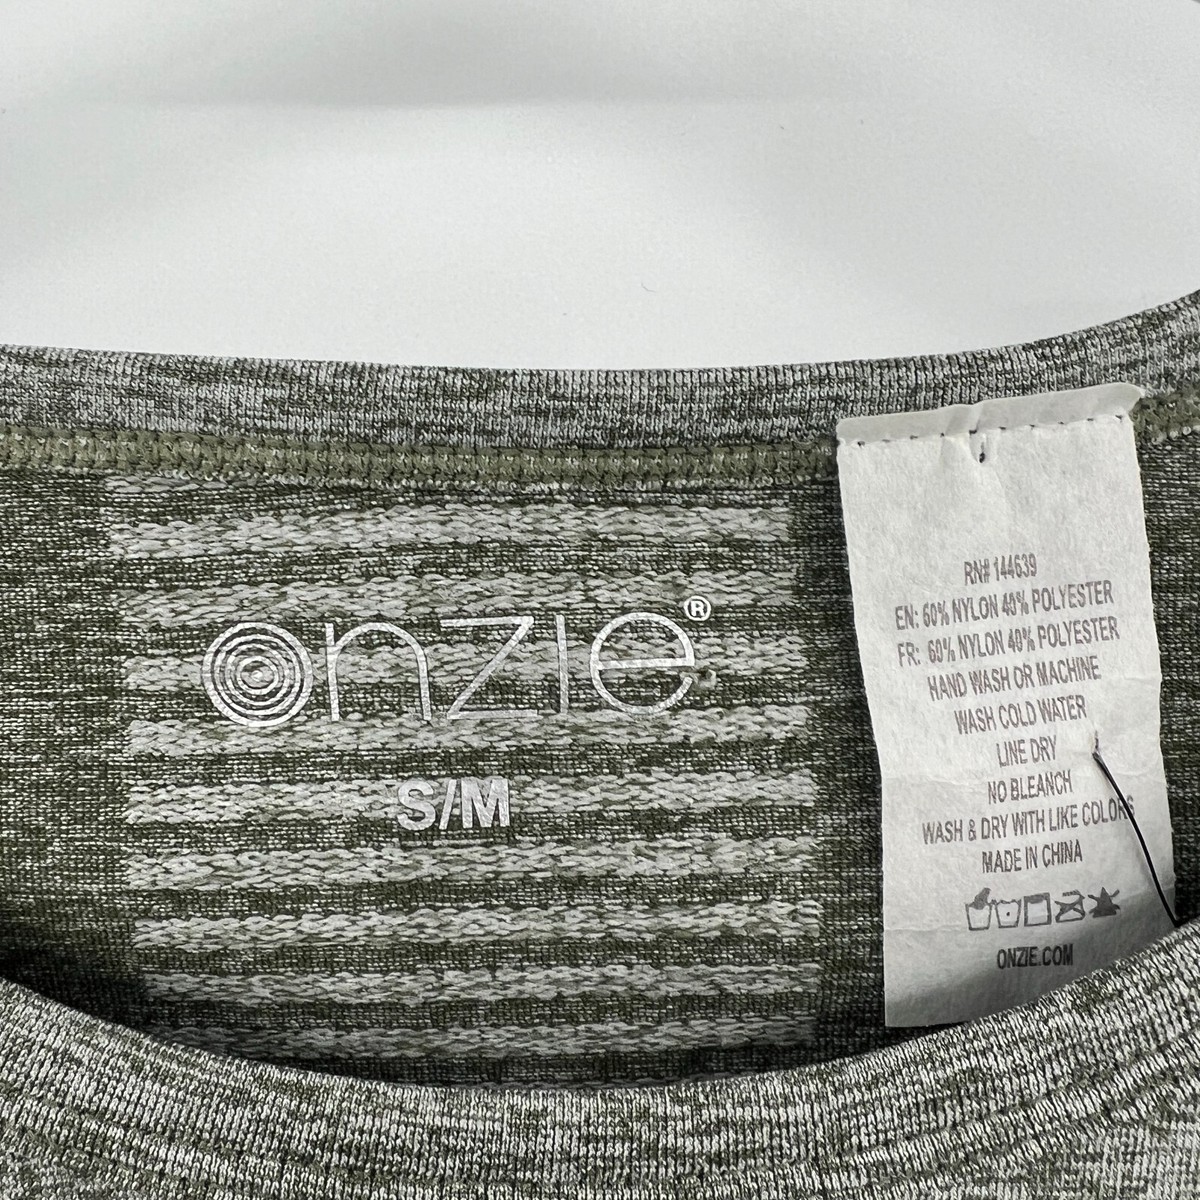 onzie®
S/M
RN# 144639
EN: 60% NYLON 40% POLYESTER
FR: 60% NYLON 40% POLYESTER
HAND WASH OR MACHINE
WASH COLD WATER
LINE DRY
NO BLEACH
WASH & DRY WITH LIKE COLORS
MADE IN CHINA
ONZIE.COM